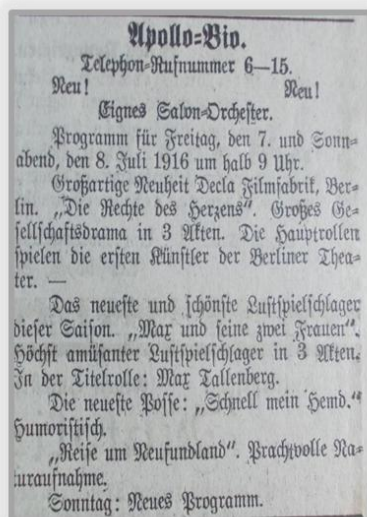 Apollo=Bio.
Telephon=Rufnummer 6—15.
Neu! Neu!
Eignes Salon=Orchester.
Programm für Freitag, den 7. und Sonn=
abend, den 8. Juli 1916 um halb 9 Uhr.
Großartige Neuheit Decla Filmfabrik, Ber=
lin. „Die Rechte des Herzens“. Großes Ge=
sellschaftsdrama in 3 Akten. Die Hauptrollen
spielen die ersten Künstler der Berliner Thea=
ter. —
Das neueste und schönste Lustspielschlager
dieser Saison. „Max und seine zwei Frauen“.
Höchst amüsanter Lustspielschlager in 3 Akten.
In der Titelrolle: Max Tallenberg.
Die neueste Posse: „Schnell mein Hemd.“
Humoristisch.
„Reise um Neufundland“. Prachtvolle Na=
turaufnahme.
Sonntag: Neues Programm.